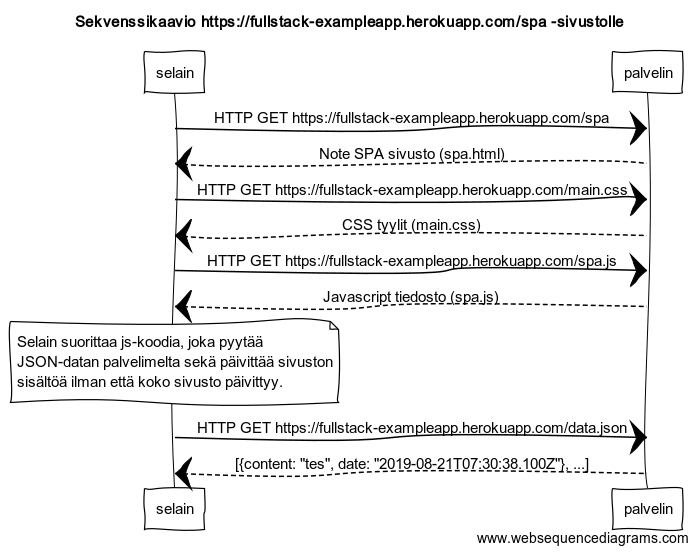 Sekvenssikaavio https://fullstack-exampleapp.herokuapp.com/spa -sivustolle
selain
palvelin
HTTP GET https://fullstack-exampleapp.herokuapp.com/spa
Note SPA sivusto (spa.html)
HTTP GET https://fullstack-exampleapp.herokuapp.com/main.css
CSS tyylit (main.css)
HTTP GET https://fullstack-exampleapp.herokuapp.com/spa.js
Javascript tiedosto (spa.js)
Selain suorittaa js-koodia, joka pyytää
JSON-datan palvelimelta sekä päivittää sivuston
sisältöä ilman että koko sivusto päivittyy.
HTTP GET https://fullstack-exampleapp.herokuapp.com/data.json
[{content: "tes", date: "2019-08-21T07:30:38.100Z"}, ...]
selain
palvelin
www.websequencediagrams.com